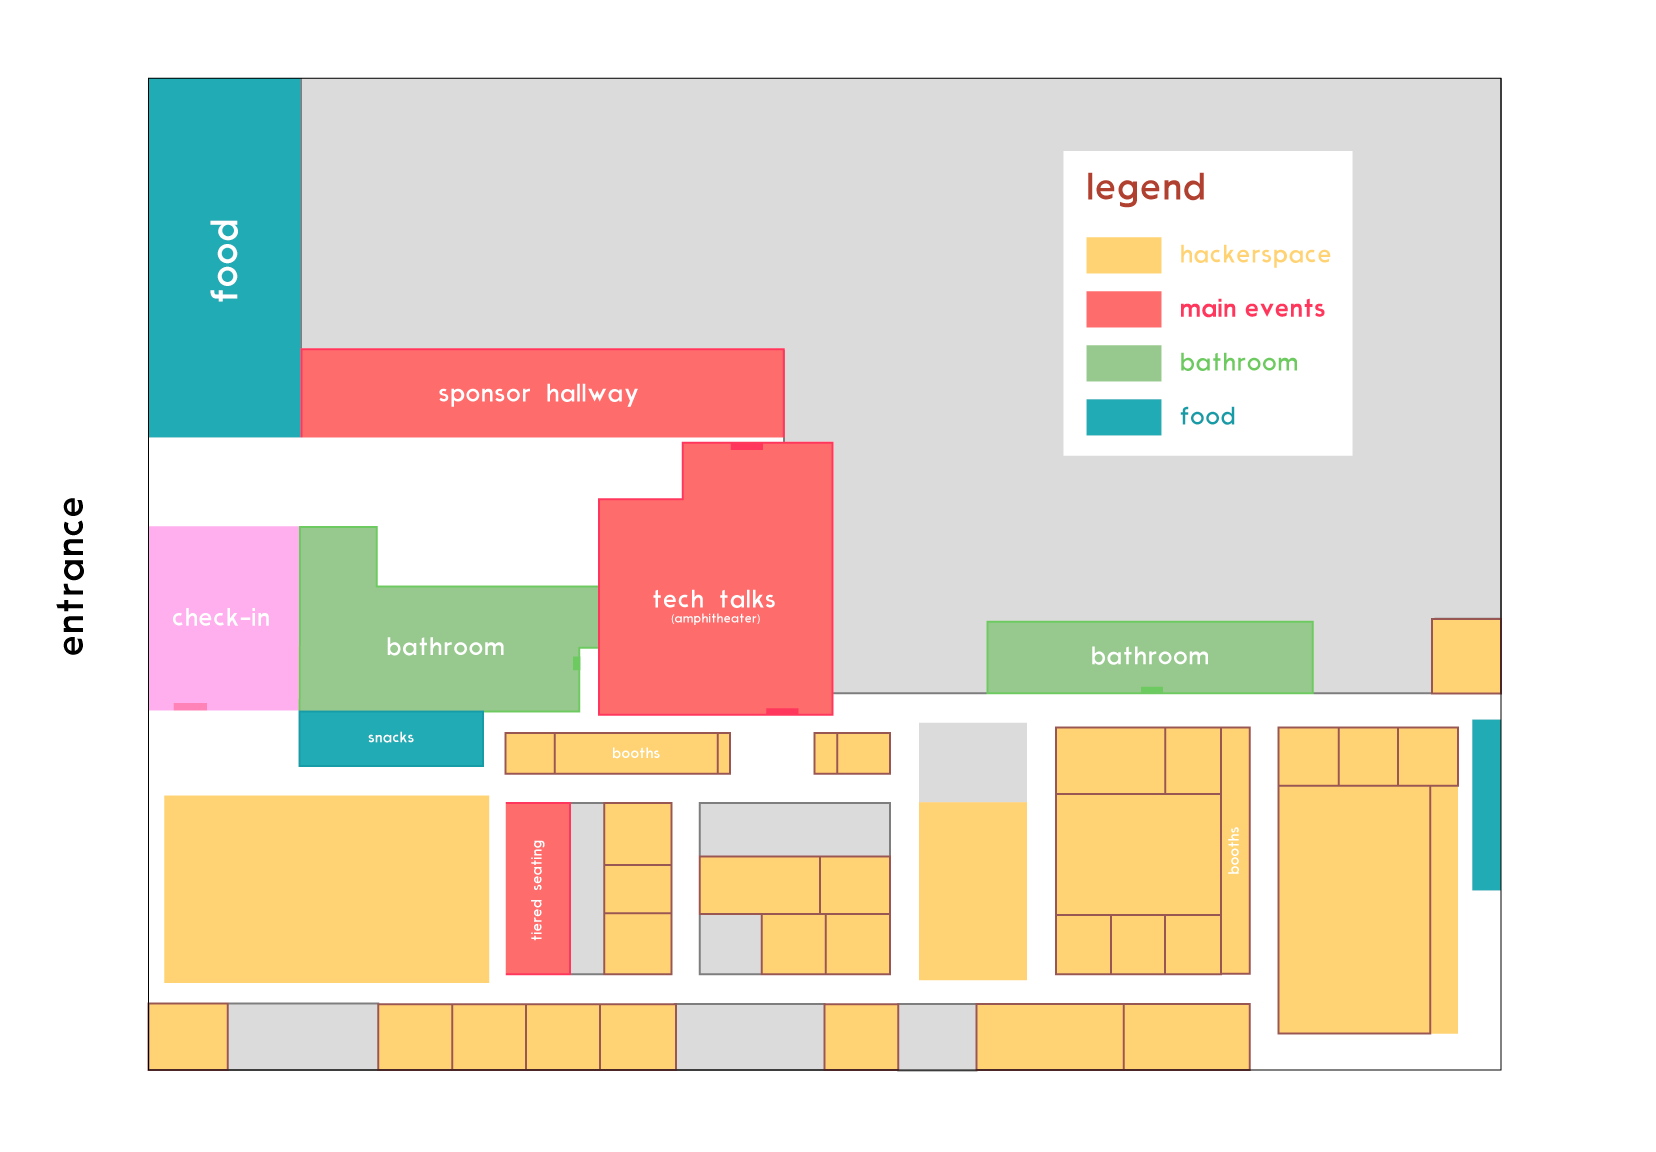 food
legend
hackerspace
main events
bathroom
food
sponsor hallway
entrance
check-in
bathroom
tech talks
(amphitheater)
bathroom
snacks
booths
tiered seating
booths